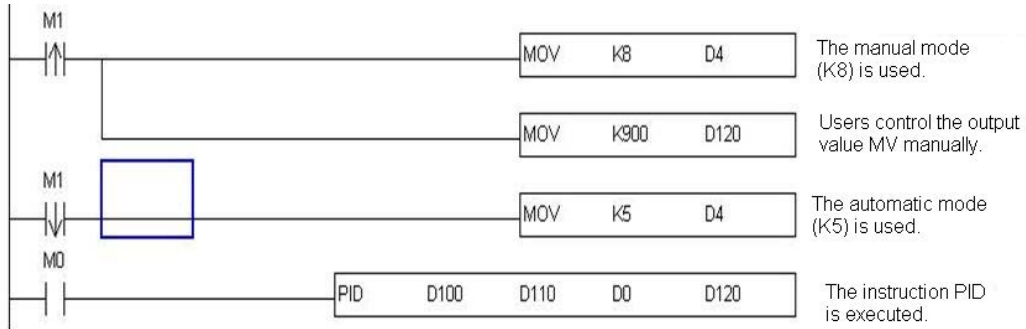 M1
MOV K8 D4
The manual mode
(K8) is used.
MOV K900 D120
Users control the output
value MV manually.
M1
MOV K5 D4
The automatic mode
(K5) is used.
M0
PID D100 D110 D0 D120
The instruction PID
is executed.